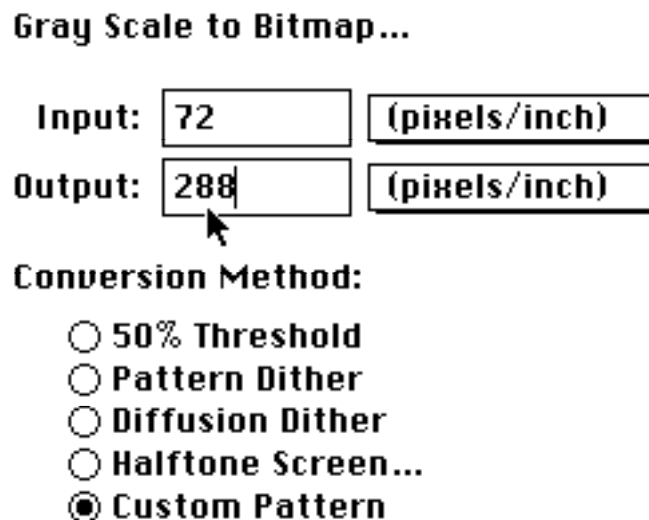 Gray Scale to Bitmap...
Input: 72 (pixels/inch)
Output: 288 (pixels/inch)
Conversion Method:
50% Threshold
Pattern Dither
Diffusion Dither
Halftone Screen...
Custom Pattern